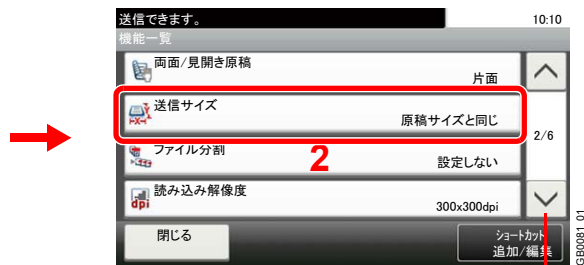 送信できます。
10:10
機能一覧
両面/見開き原稿
片面
送信サイズ
原稿サイズと同じ
2/6
ファイル分割
2
設定しない
読み込み解像度
dpi
300x300dpi
閉じる
ショートカット
追加/編集
GB0081_01